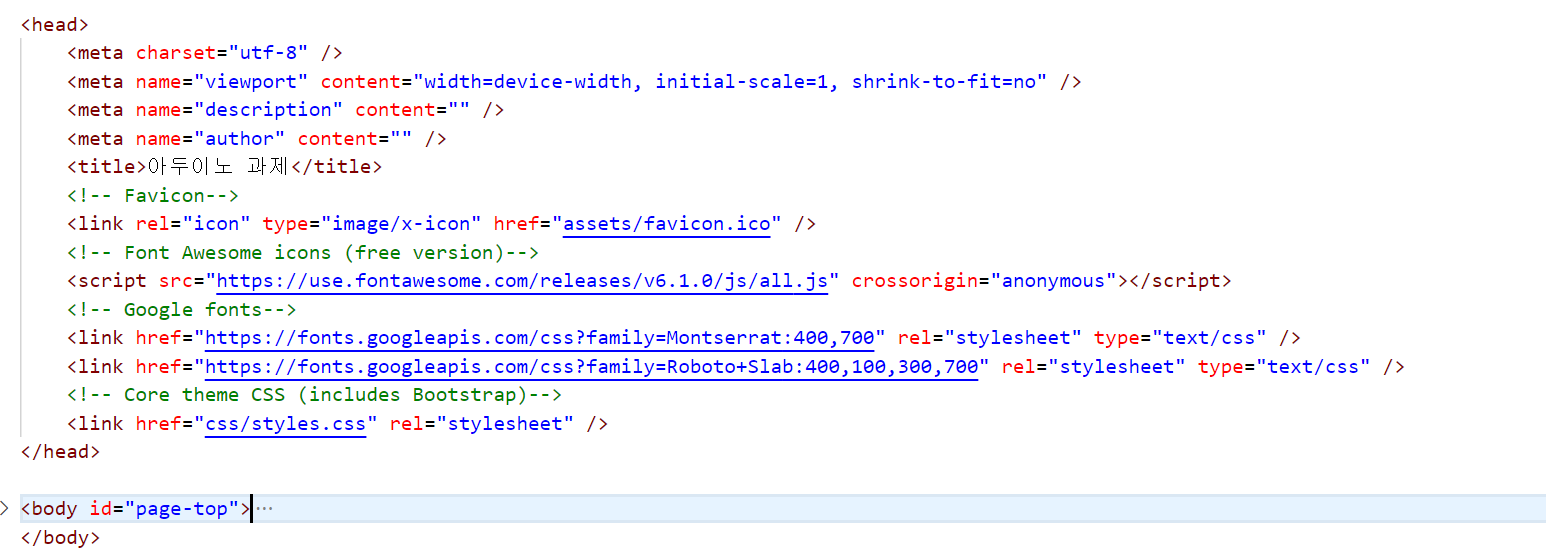 <head>
<meta charset="utf-8" />
<meta name="viewport" content="width=device-width, initial-scale=1, shrink-to-fit=no" />
<meta name="description" content="" />
<meta name="author" content="" />
<title>아두이노 과제</title>
<!-- Favicon-->
<link rel="icon" type="image/x-icon" href="assets/favicon.ico" />
<!-- Font Awesome icons (free version)-->
<script src="https://use.fontawesome.com/releases/v6.1.0/js/all.js" crossorigin="anonymous"></script>
<!-- Google fonts-->
<link href="https://fonts.googleapis.com/css?family=Montserrat:400,700" rel="stylesheet" type="text/css" />
<link href="https://fonts.googleapis.com/css?family=Roboto+Slab:400,100,300,700" rel="stylesheet" type="text/css" />
<!-- Core theme CSS (includes Bootstrap)-->
<link href="css/styles.css" rel="stylesheet" />
</head>
<body id="page-top">…
</body>